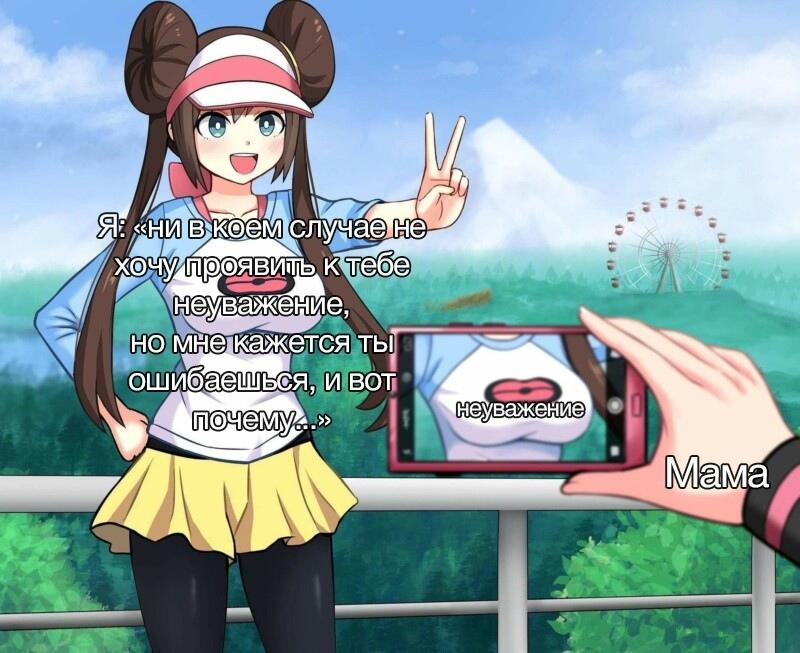 Я: «ни в коем случае не
хочу проявить к тебе
неуважение,
но мне кажется ты
ошибаешься, и вот
почему...»
неуважение
Мама